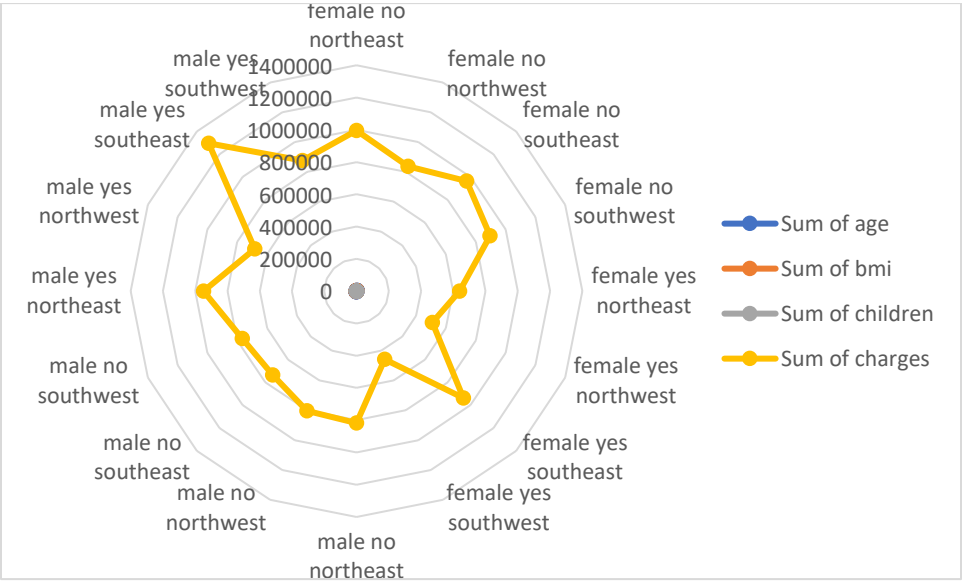 female no
northeast
female no
northwest
female no
southeast
female no
southwest
female yes
northeast
female yes
northwest
female yes
southeast
female yes
southwest
male no
northeast
male no
northwest
male no
southeast
male no
southwest
male yes
northeast
male yes
northwest
male yes
southeast
male yes
southwest
1400000
1200000
1000000
800000
600000
400000
200000
0
Sum of age
Sum of bmi
Sum of children
Sum of charges